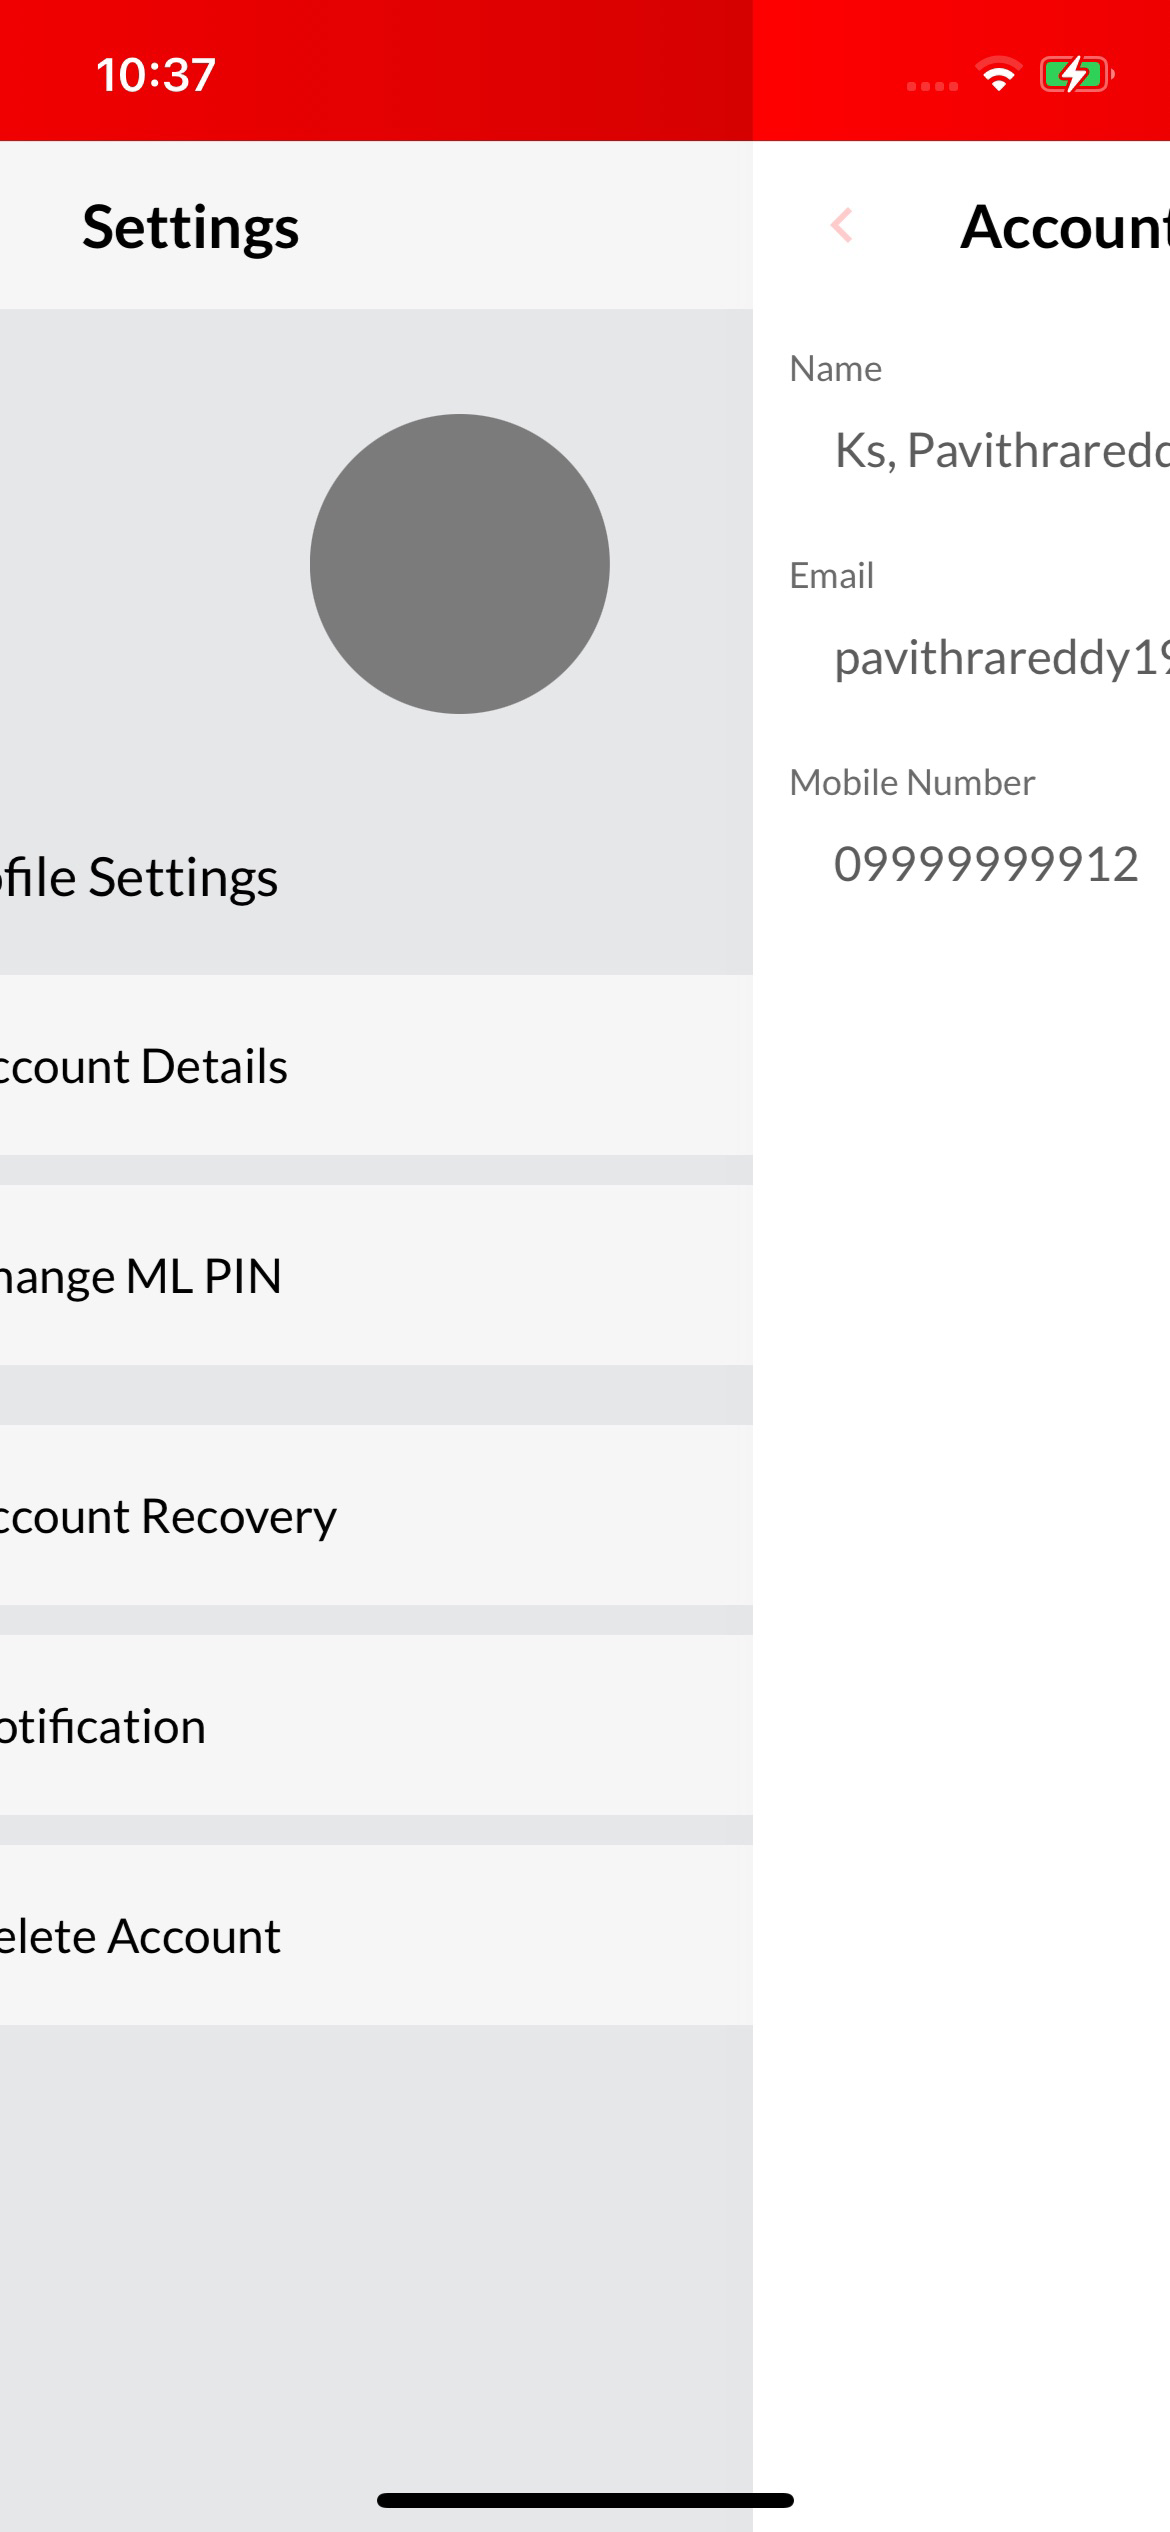 10:37
Settings
ofile Settings
ccount Details
hange ML PIN
ccount Recovery
otification
elete Account
Account
Name
Ks, Pavithraredd
Email
pavithrareddy19
Mobile Number
09999999912